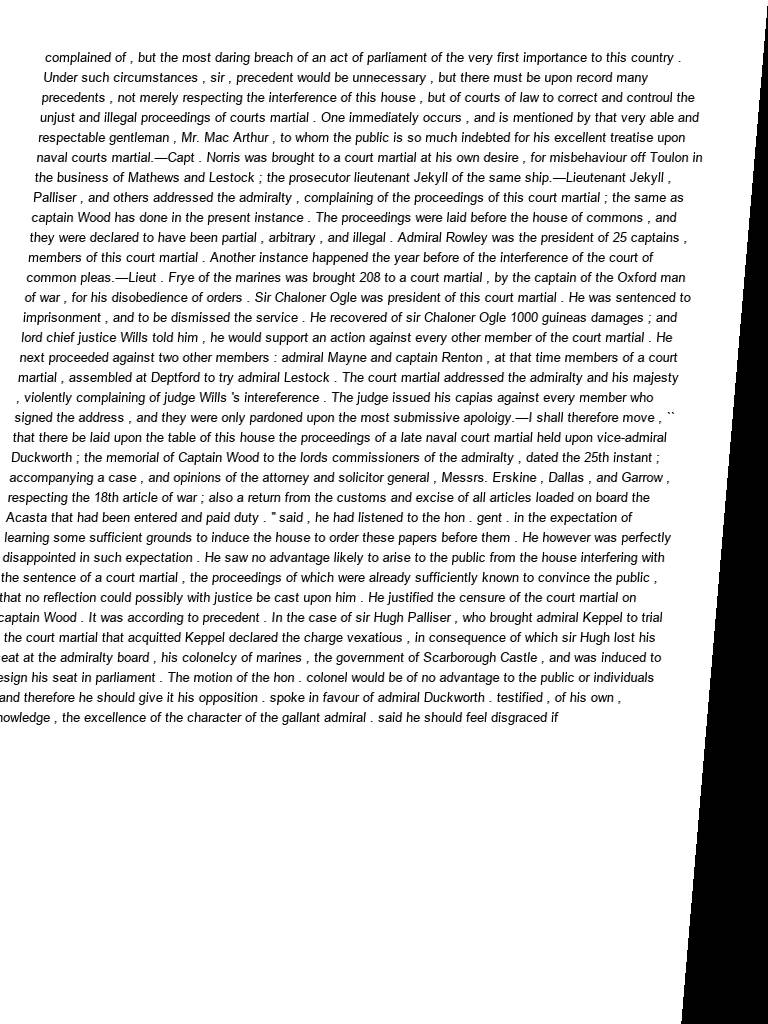 complained of , but the most daring breach of an act of parliament of the very first importance to this country .
Under such circumstances , sir , precedent would be unnecessary , but there must be upon record many
precedents , not merely respecting the interference of this house , but of courts of law to correct and controul the
unjust and illegal proceedings of courts martial . One immediately occurs , and is mentioned by that very able and
respectable gentleman , Mr. Mac Arthur , to whom the public is so much indebted for his excellent treatise upon
naval courts martial.—Capt . Norris was brought to a court martial at his own desire , for misbehaviour off Toulon in
the business of Mathews and Lestock ; the prosecutor lieutenant Jekyll of the same ship.—Lieutenant Jekyll ,
Palliser , and others addressed the admiralty , complaining of the proceedings of this court martial ; the same as
captain Wood has done in the present instance . The proceedings were laid before the house of commons , and
they were declared to have been partial , arbitrary , and illegal . Admiral Rowley was the president of 25 captains ,
members of this court martial . Another instance happened the year before of the interference of the court of
common pleas.—Lieut . Frye of the marines was brought 208 to a court martial , by the captain of the Oxford man
of war , for his disobedience of orders . Sir Chaloner Ogle was president of this court martial . He was sentenced to
imprisonment , and to be dismissed the service . He recovered of sir Chaloner Ogle 1000 guineas damages ; and
lord chief justice Wills told him , he would support an action against every other member of the court martial . He
next proceeded against two other members : admiral Mayne and captain Renton , at that time members of a court
martial , assembled at Deptford to try admiral Lestock . The court martial addressed the admiralty and his majesty
, violently complaining of judge Wills 's intereference . The judge issued his capias against every member who
signed the address , and they were only pardoned upon the most submissive apoloigy.—I shall therefore move , ``
that there be laid upon the table of this house the proceedings of a late naval court martial held upon vice-admiral
Duckworth ; the memorial of Captain Wood to the lords commissioners of the admiralty , dated the 25th instant ;
accompanying a case , and opinions of the attorney and solicitor general , Messrs. Erskine , Dallas , and Garrow ,
respecting the 18th article of war ; also a return from the customs and excise of all articles loaded on board the
Acasta that had been entered and paid duty . " said , he had listened to the hon . gent . in the expectation of
learning some sufficient grounds to induce the house to order these papers before them . He however was perfectly
disappointed in such expectation . He saw no advantage likely to arise to the public from the house interfering with
the sentence of a court martial , the proceedings of which were already sufficiently known to convince the public ,
that no reflection could possibly with justice be cast upon him . He justified the censure of the court martial on
captain Wood . It was according to precedent . In the case of sir Hugh Palliser , who brought admiral Keppel to trial
the court martial that acquitted Keppel declared the charge vexatious , in consequence of which sir Hugh lost his
eat at the admiralty board , his colonelcy of marines , the government of Scarborough Castle , and was induced to
esign his seat in parliament . The motion of the hon . colonel would be of no advantage to the public or individuals
and therefore he should give it his opposition . spoke in favour of admiral Duckworth . testified , of his own ,
nowledge , the excellence of the character of the gallant admiral . said he should feel disgraced if